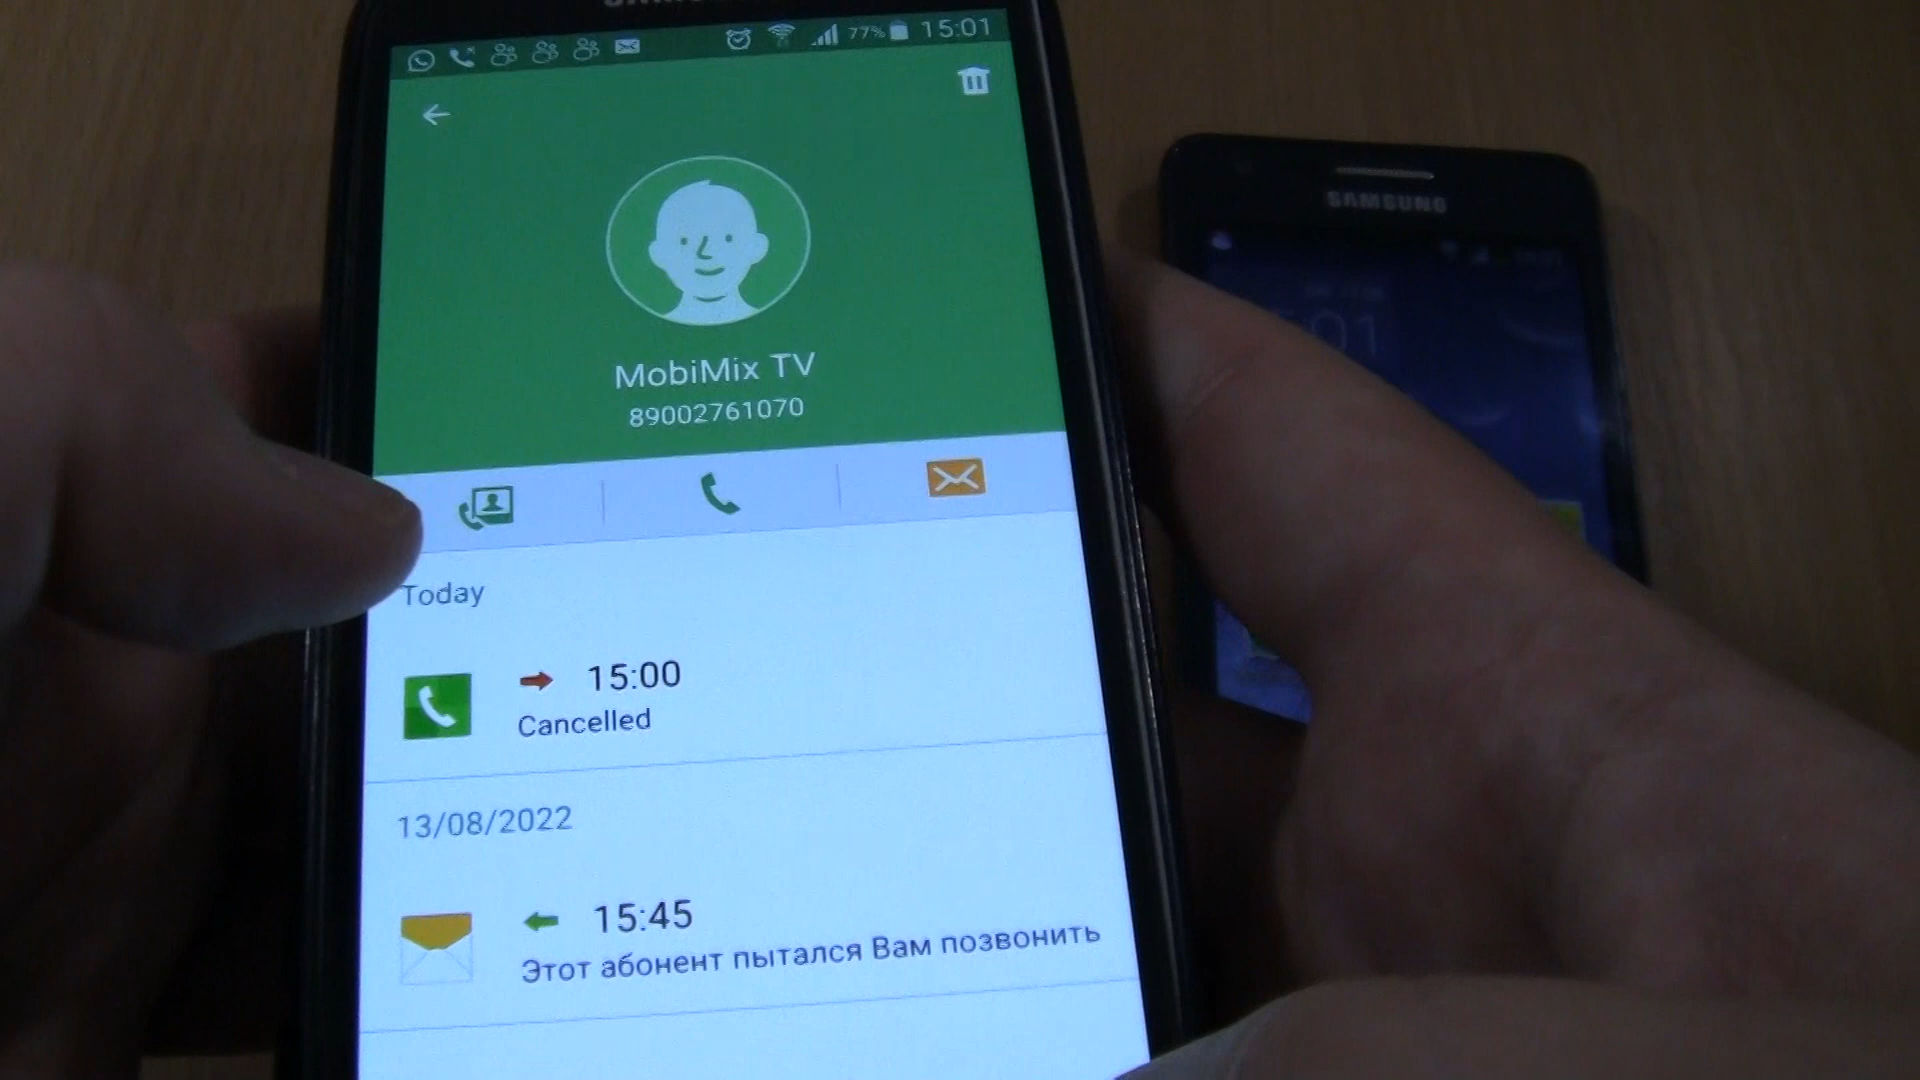 SAMSUNG
77% 15:01
MobiMix TV
89002761070
Today
15:00
Cancelled
13/08/2022
15:45
Этот абонент пытался Вам позвонить
SAMSUNG